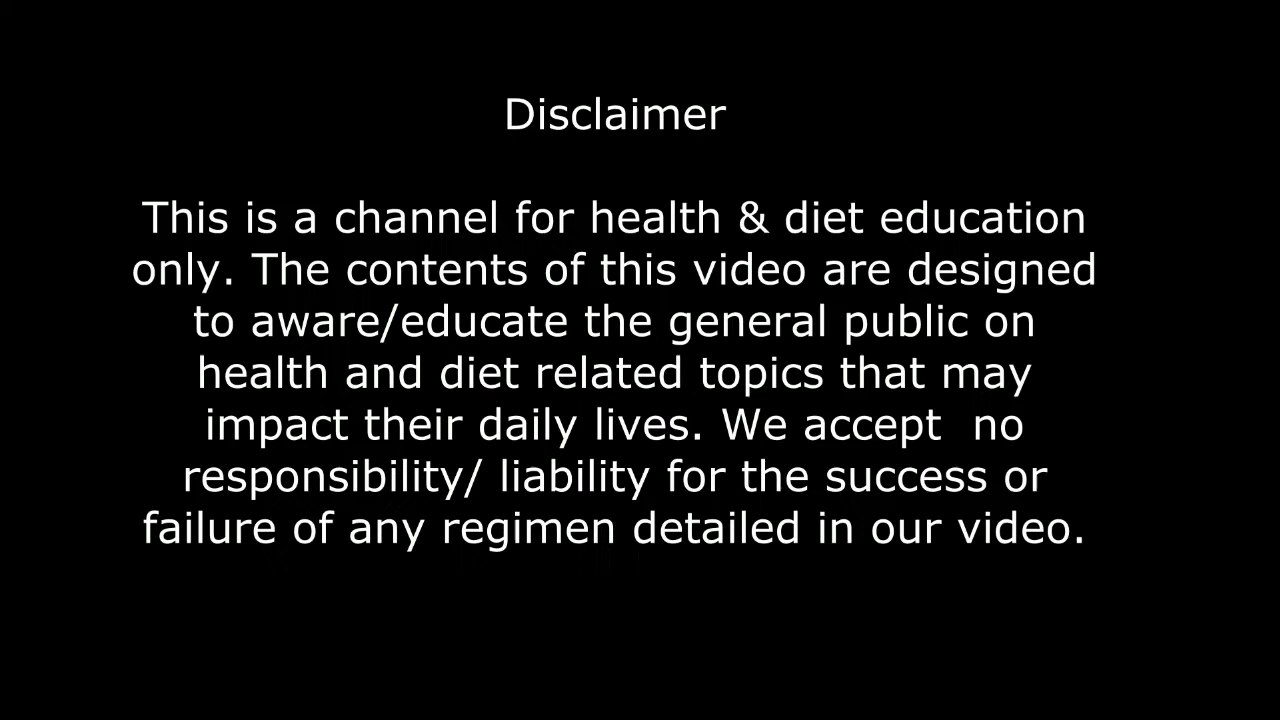 Disclaimer
This is a channel for health & diet education
only. The contents of this video are designed
to aware/educate the general public on
health and diet related topics that may
impact their daily lives. We accept  no
responsibility/ liability for the success or
failure of any regimen detailed in our video.